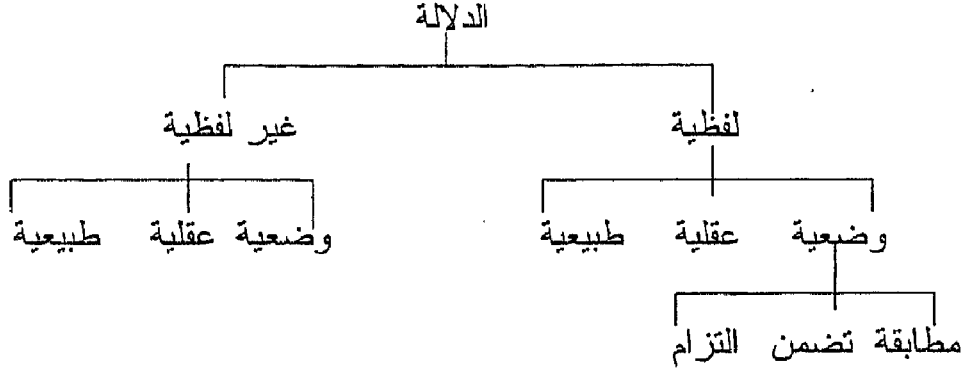 الدلالة
لفظية غير لفظية
وضعية عقلية طبيعية وضعية عقلية طبيعية
مطابقة تضمن التزام